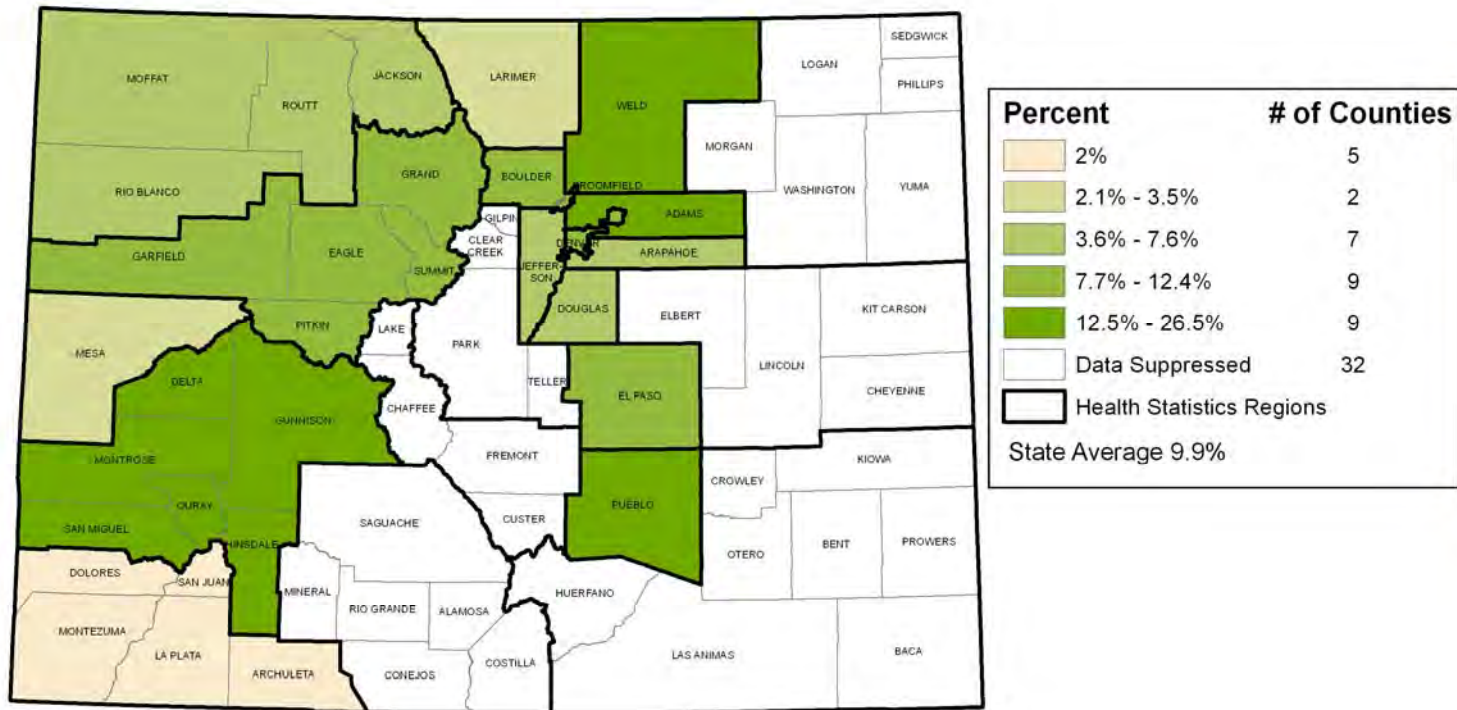 SEDGWICK
LOGAN
PHILLIPS
MOFFAT
JACKSON
LARIMER
ROUTT
WELD
MORGAN
WASHINGTON
YUMA
RIO BLANCO
GRAND
BOULDER
BROOMFIELD
GILPIN
ADAMS
CLEAR
CREEK
DENVER
ARAPAHOE
GARFIELD
EAGLE
SUMMIT
JEFFER-
SON
DOUGLAS
ELBERT
KIT CARSON
PITKIN
LAKE
PARK
MESA
LINCOLN
TELLER
DELTA
EL PASO
CHEYENNE
CHAFFEE
GUNNISON
FREMONT
MONTROSE
KIOWA
CROWLEY
OURAY
PUEBLO
SAGUACHE
CUSTER
SAN MIGUEL
HINSDALE
OTERO
BENT
PROWERS
DOLORES
SAN JUAN
MINERAL
HUERFANO
RIO GRANDE
ALAMOSA
MONTEZUMA
LA PLATA
ARCHULETA
CONEJOS
COSTILLA
LAS ANIMAS
BACA
Percent # of Counties
2% 5
2.1% - 3.5% 2
3.6% - 7.6% 7
7.7% - 12.4% 9
12.5% - 26.5% 9
Data Suppressed 32
Health Statistics Regions
State Average 9.9%